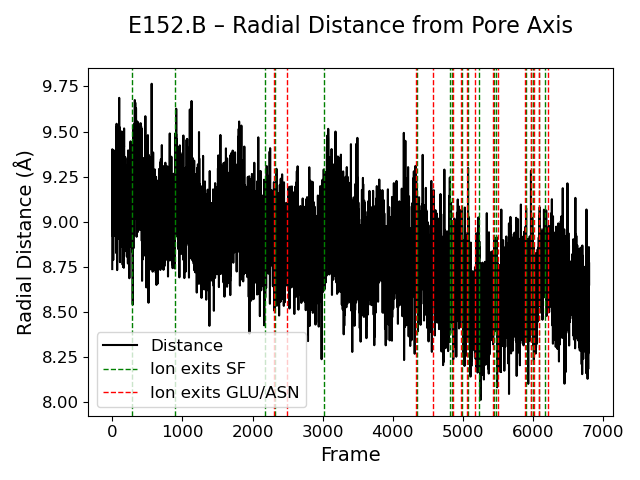 E152.B – Radial Distance from Pore Axis
9.75
9.50
9.25
9.00
8.75
8.50
8.25
8.00
Radial Distance (Å)
Distance
Ion exits SF
Ion exits GLU/ASN
0 1000 2000 3000 4000 5000 6000 7000
Frame